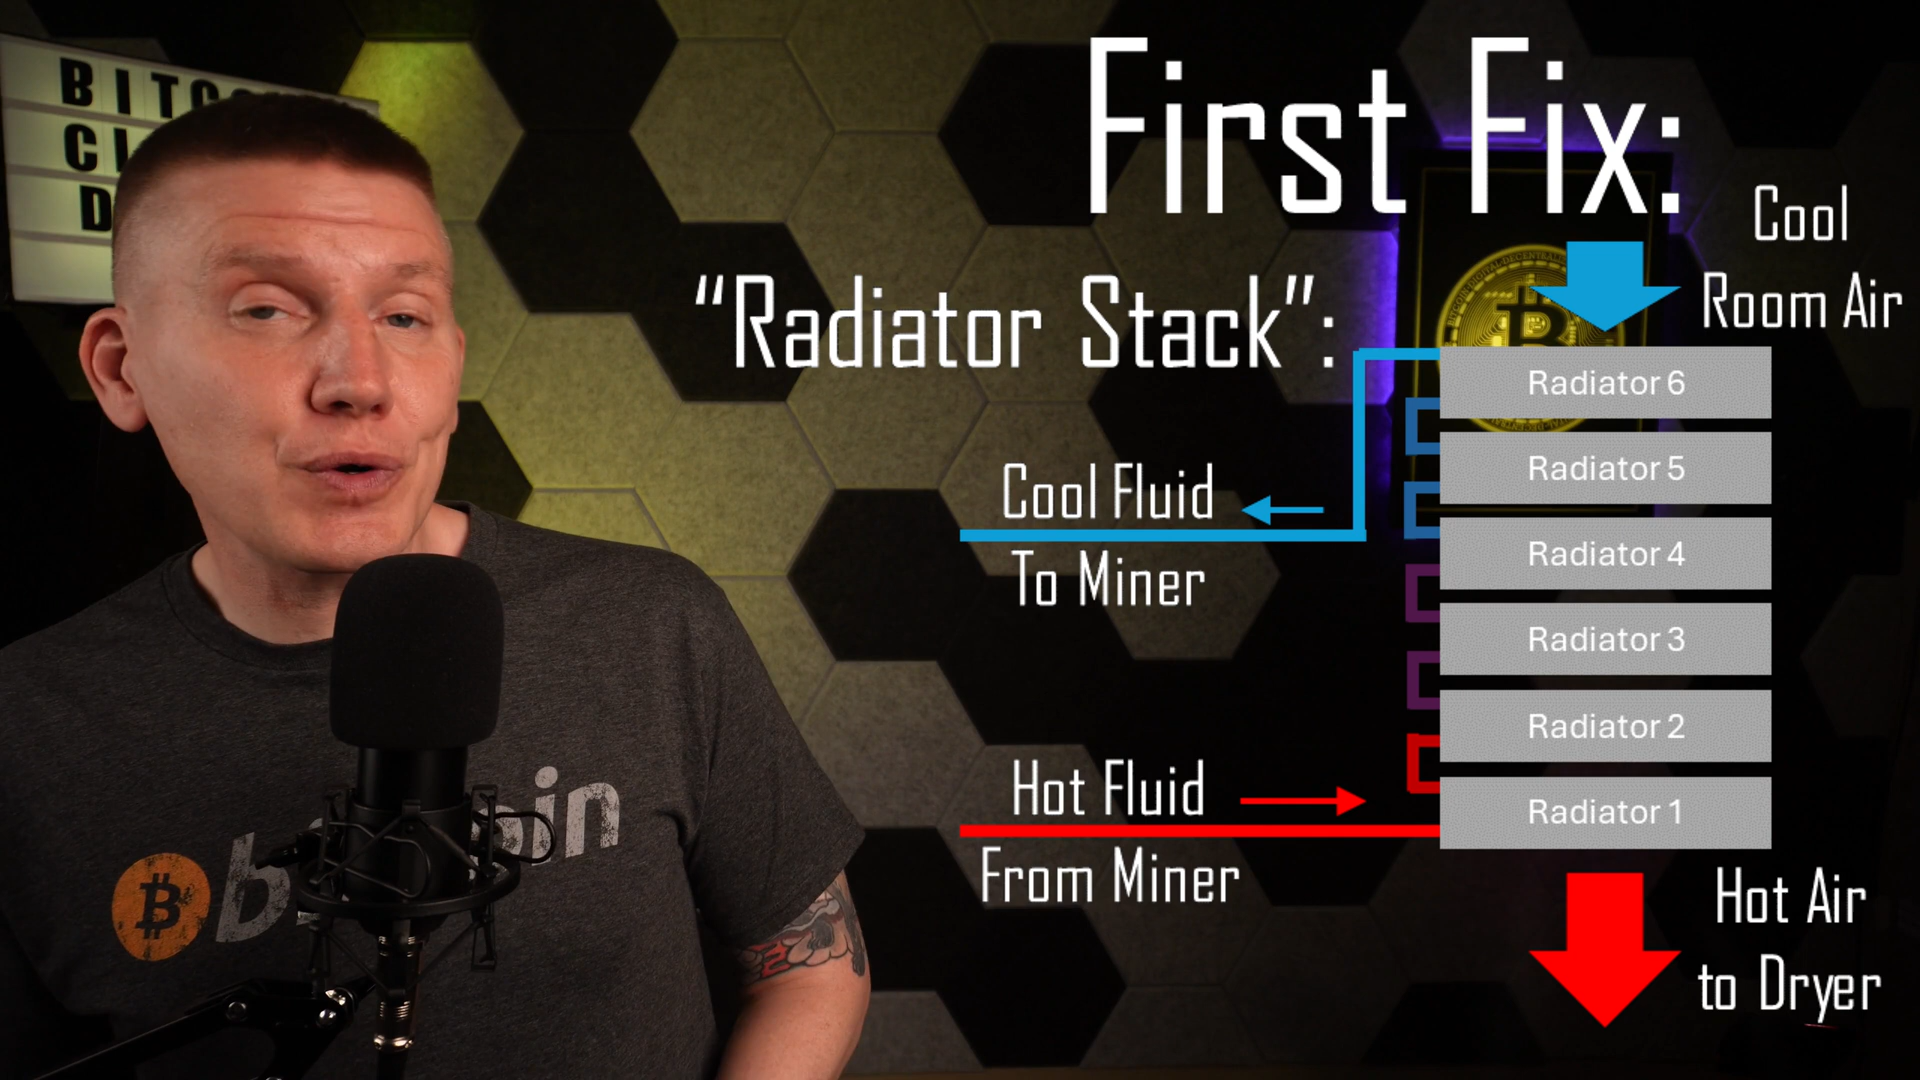 First Fix:
Cool
Room Air
“Radiator Stack”:
Radiator 6
Radiator 5
Cool Fluid
To Miner
Radiator 4
Radiator 3
Radiator 2
Hot Fluid
From Miner
Radiator 1
Hot Air
to Dryer